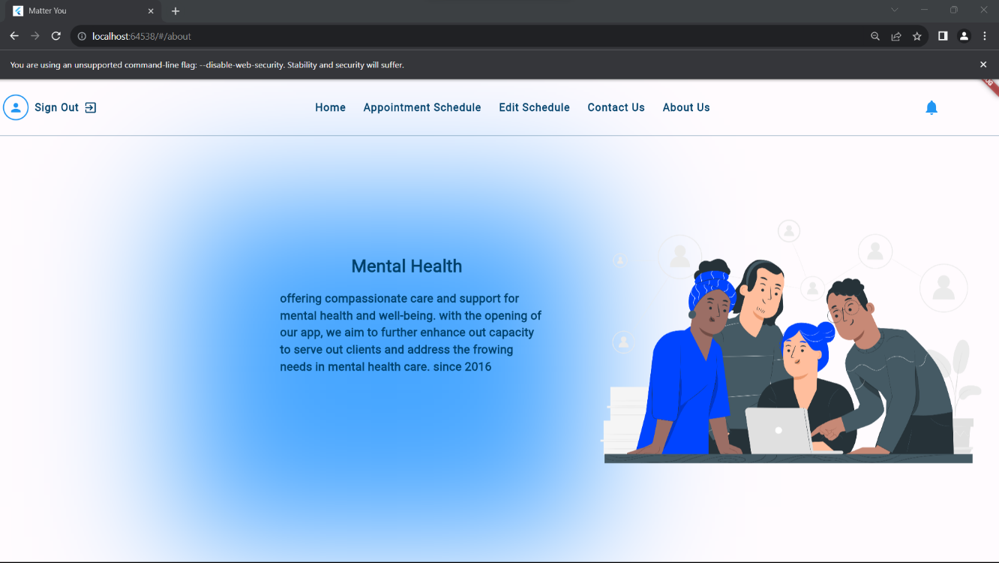 Matter You
localhost:64538/#/about
You are using an unsupported command-line flag: --disable-web-security. Stability and security will suffer.
Sign Out
Home Appointment Schedule Edit Schedule Contact Us About Us
Mental Health
offering compassionate care and support for
mental health and well-being. with the opening of
our app, we aim to further enhance out capacity
to serve out clients and address the frowing
needs in mental health care. since 2016